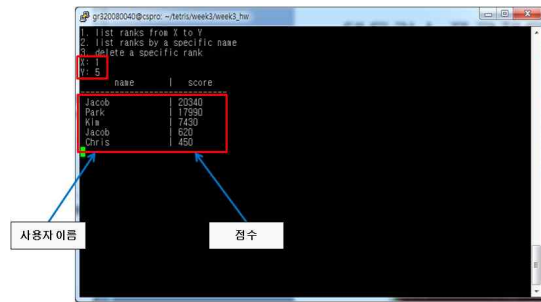 gr320080040@cspro: ~/tetris/week3/week3_hw
1. list ranks from X to Y
2. list ranks by a specific name
3. delete a specific rank
X: 1
Y: 5
name | score
Jacob | 20340
Park | 17990
Kim | 7430
Jacob | 620
Chris | 450
사용자 이름
점수